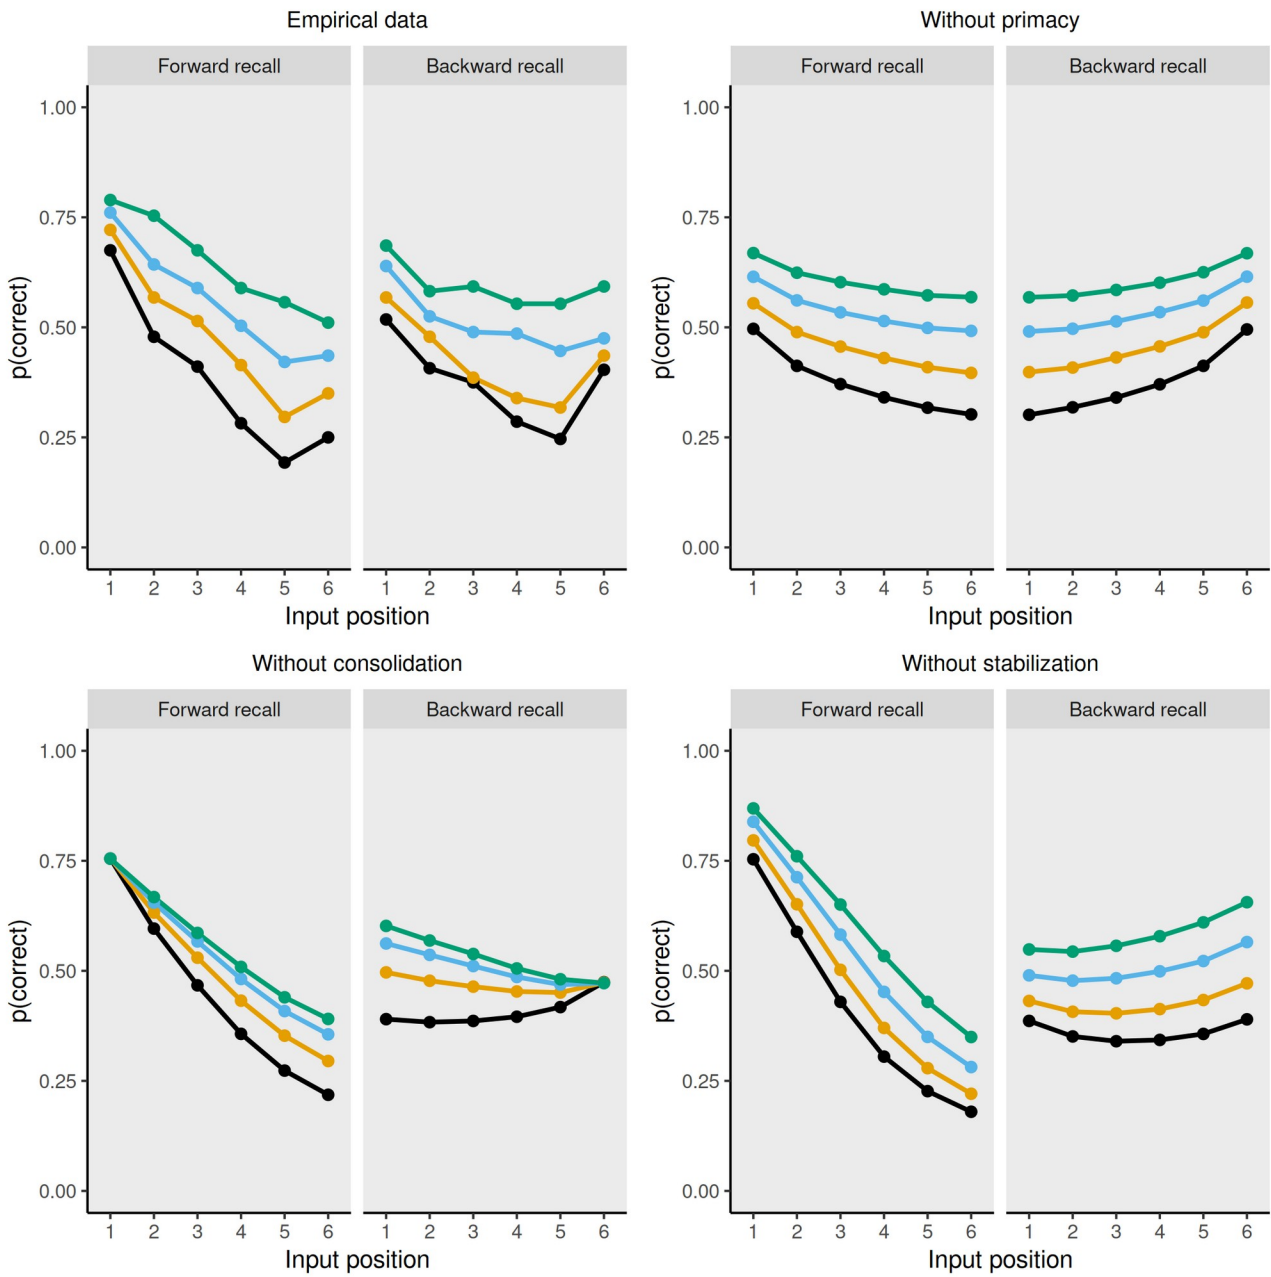 Empirical data
Forward recall
Backward recall
p(correct)
1.00
0.75
0.50
0.25
0.00
1 2 3 4 5 6
1 2 3 4 5 6
Input position
Without primacy
Forward recall
Backward recall
p(correct)
1.00
0.75
0.50
0.25
0.00
1 2 3 4 5 6
1 2 3 4 5 6
Input position
Without consolidation
Forward recall
Backward recall
p(correct)
1.00
0.75
0.50
0.25
0.00
1 2 3 4 5 6
1 2 3 4 5 6
Input position
Without stabilization
Forward recall
Backward recall
p(correct)
1.00
0.75
0.50
0.25
0.00
1 2 3 4 5 6
1 2 3 4 5 6
Input position